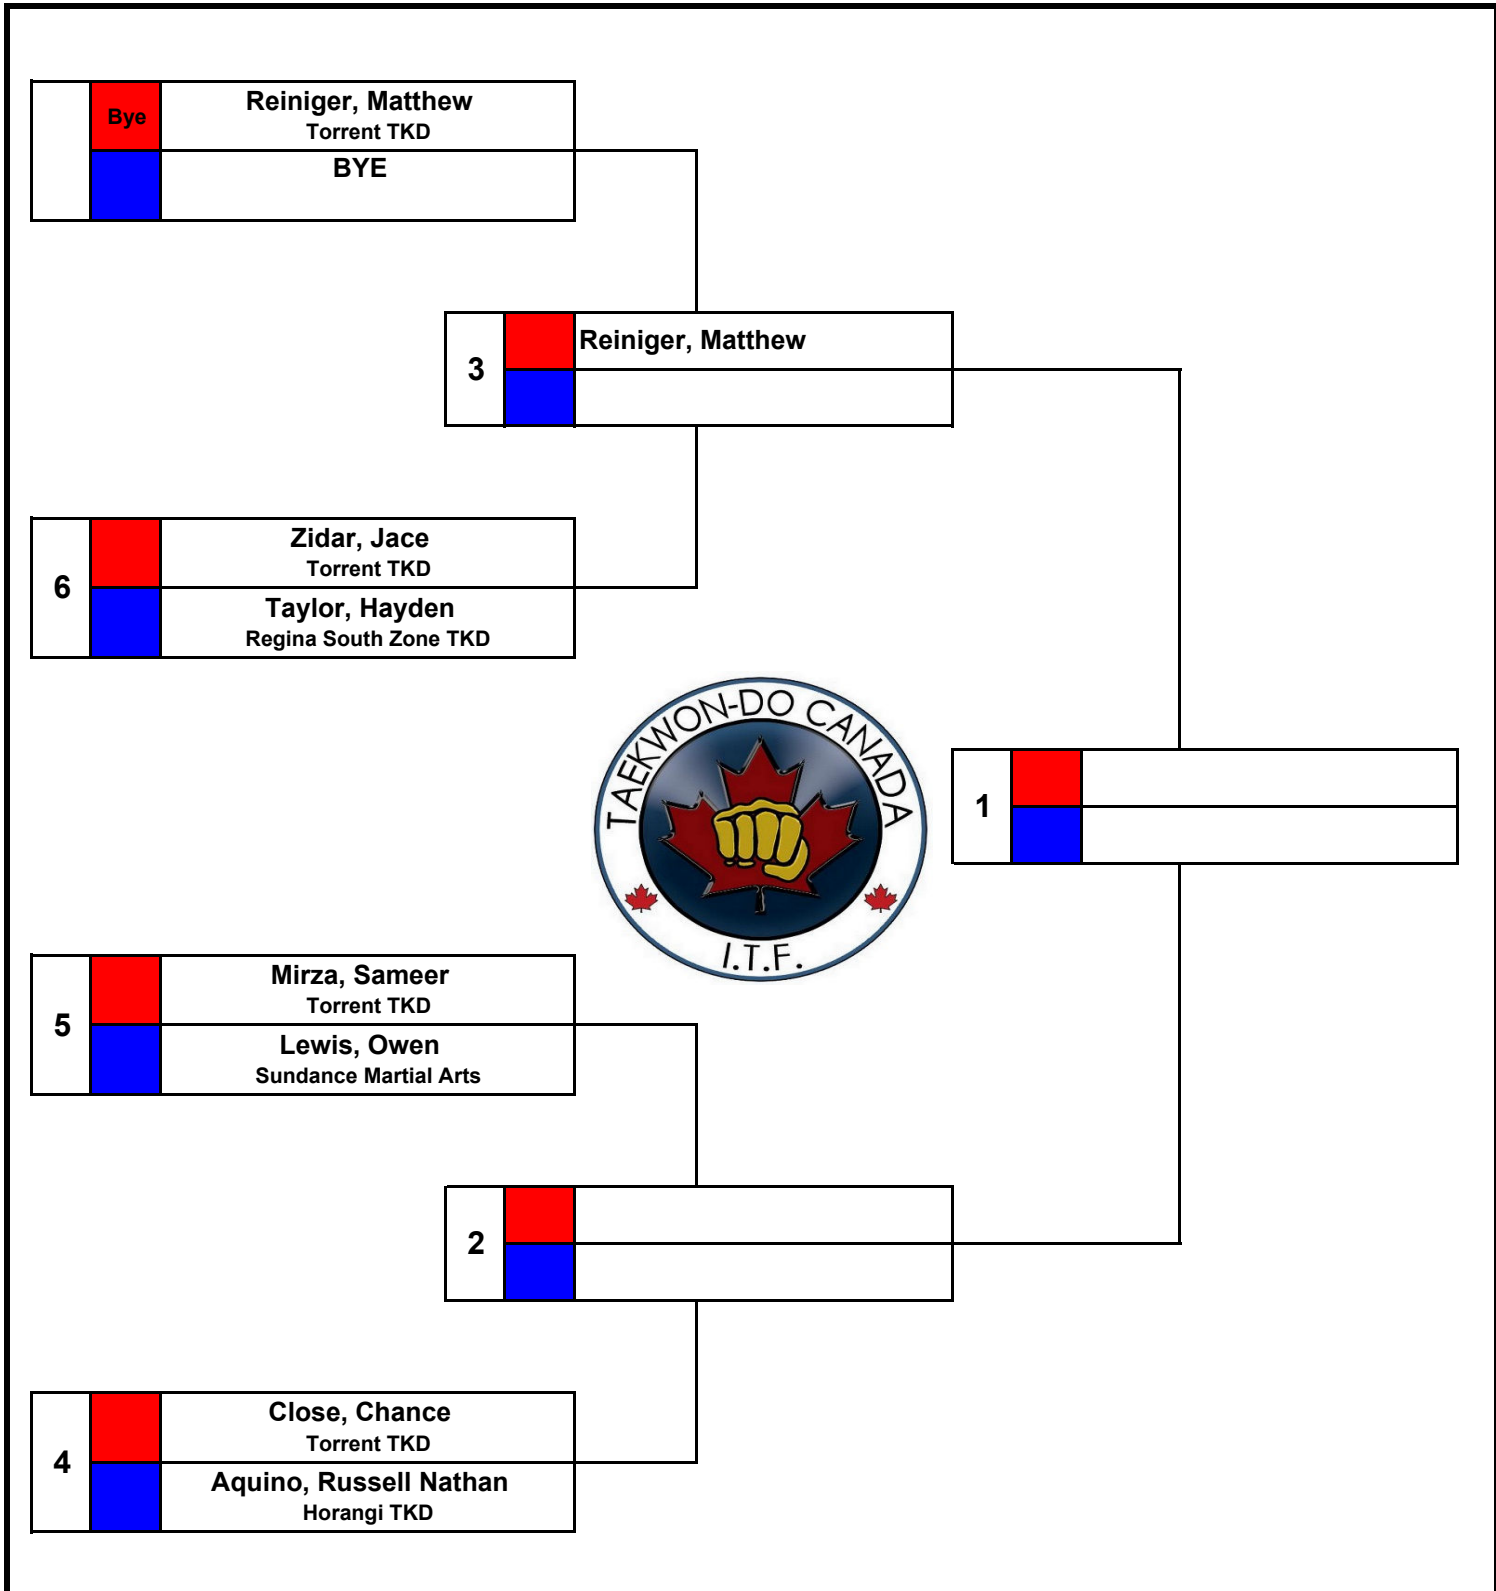 Bye
Reiniger, Matthew
Torrent TKD
BYE
3
Reiniger, Matthew
6
Zidar, Jace
Torrent TKD
Taylor, Hayden
Regina South Zone TKD
TAEKWON-DO CANADA
I.T.F.
1
5
Mirza, Sameer
Torrent TKD
Lewis, Owen
Sundance Martial Arts
2
4
Close, Chance
Torrent TKD
Aquino, Russell Nathan
Horangi TKD